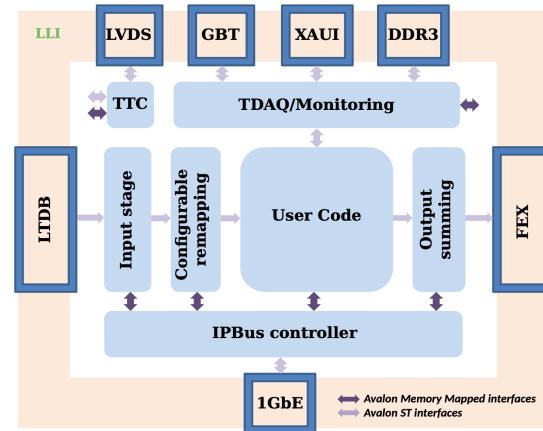 LLI
LVDS
GBT
XAUI
DDR3
TTC
TDAQ/Monitoring
LTDB
Input stage
Configurable
remapping
User Code
Output
summing
FEX
IPBus controller
1GbE
Avalon Memory Mapped interfaces
Avalon ST interfaces